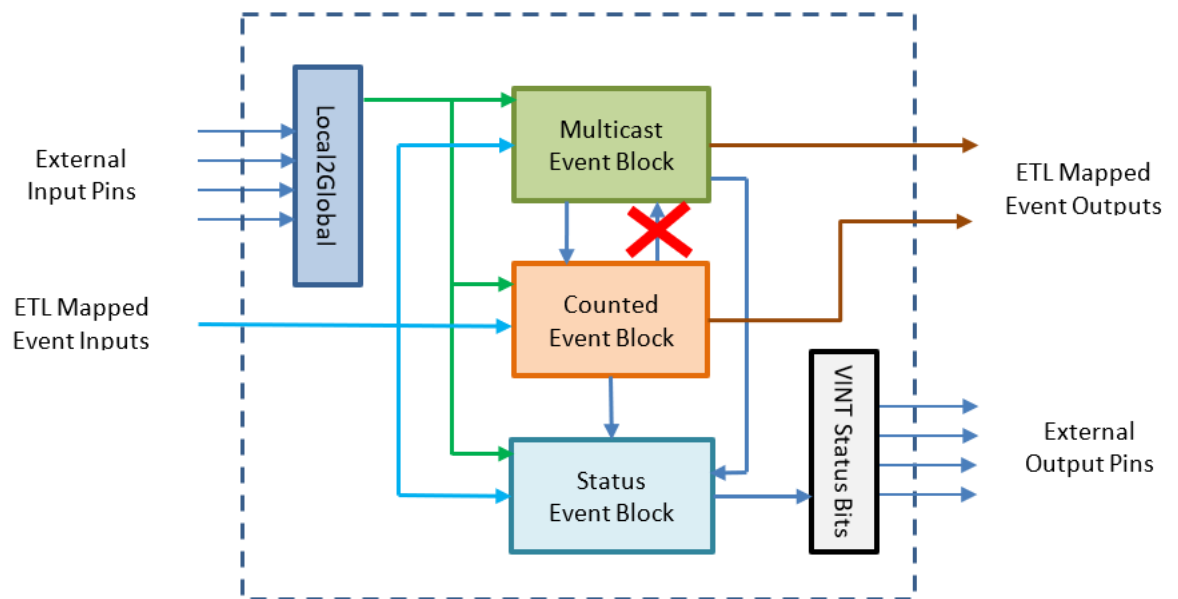 External
Input Pins
ETL Mapped
Event Inputs
Local2Global
Multicast
Event Block
Counted
Event Block
Status
Event Block
VINT Status Bits
ETL Mapped
Event Outputs
External
Output Pins